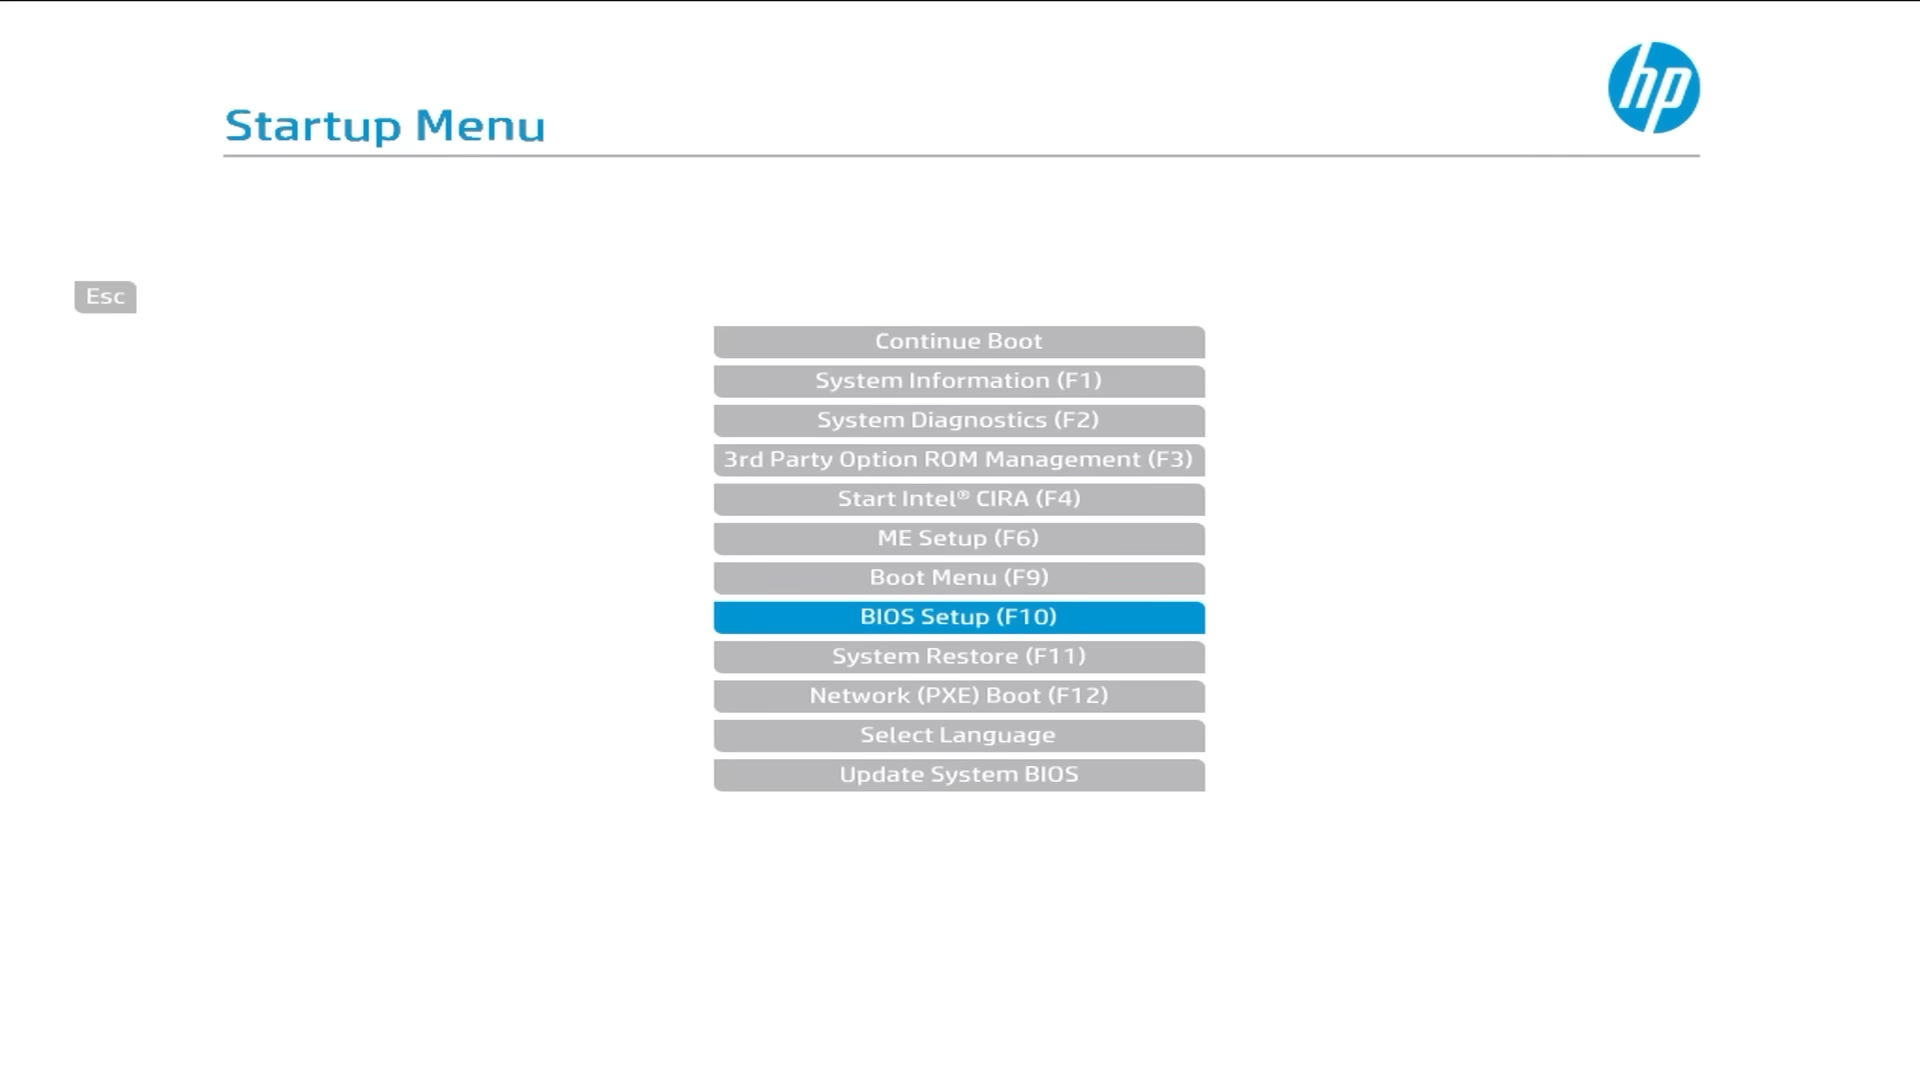 hp
Startup Menu
Esc
Continue Boot
System Information (F1)
System Diagnostics (F2)
3rd Party Option ROM Management (F3)
Start Intel® CIRA (F4)
ME Setup (F6)
Boot Menu (F9)
BIOS Setup (F10)
System Restore (F11)
Network (PXE) Boot (F12)
Select Language
Update System BIOS